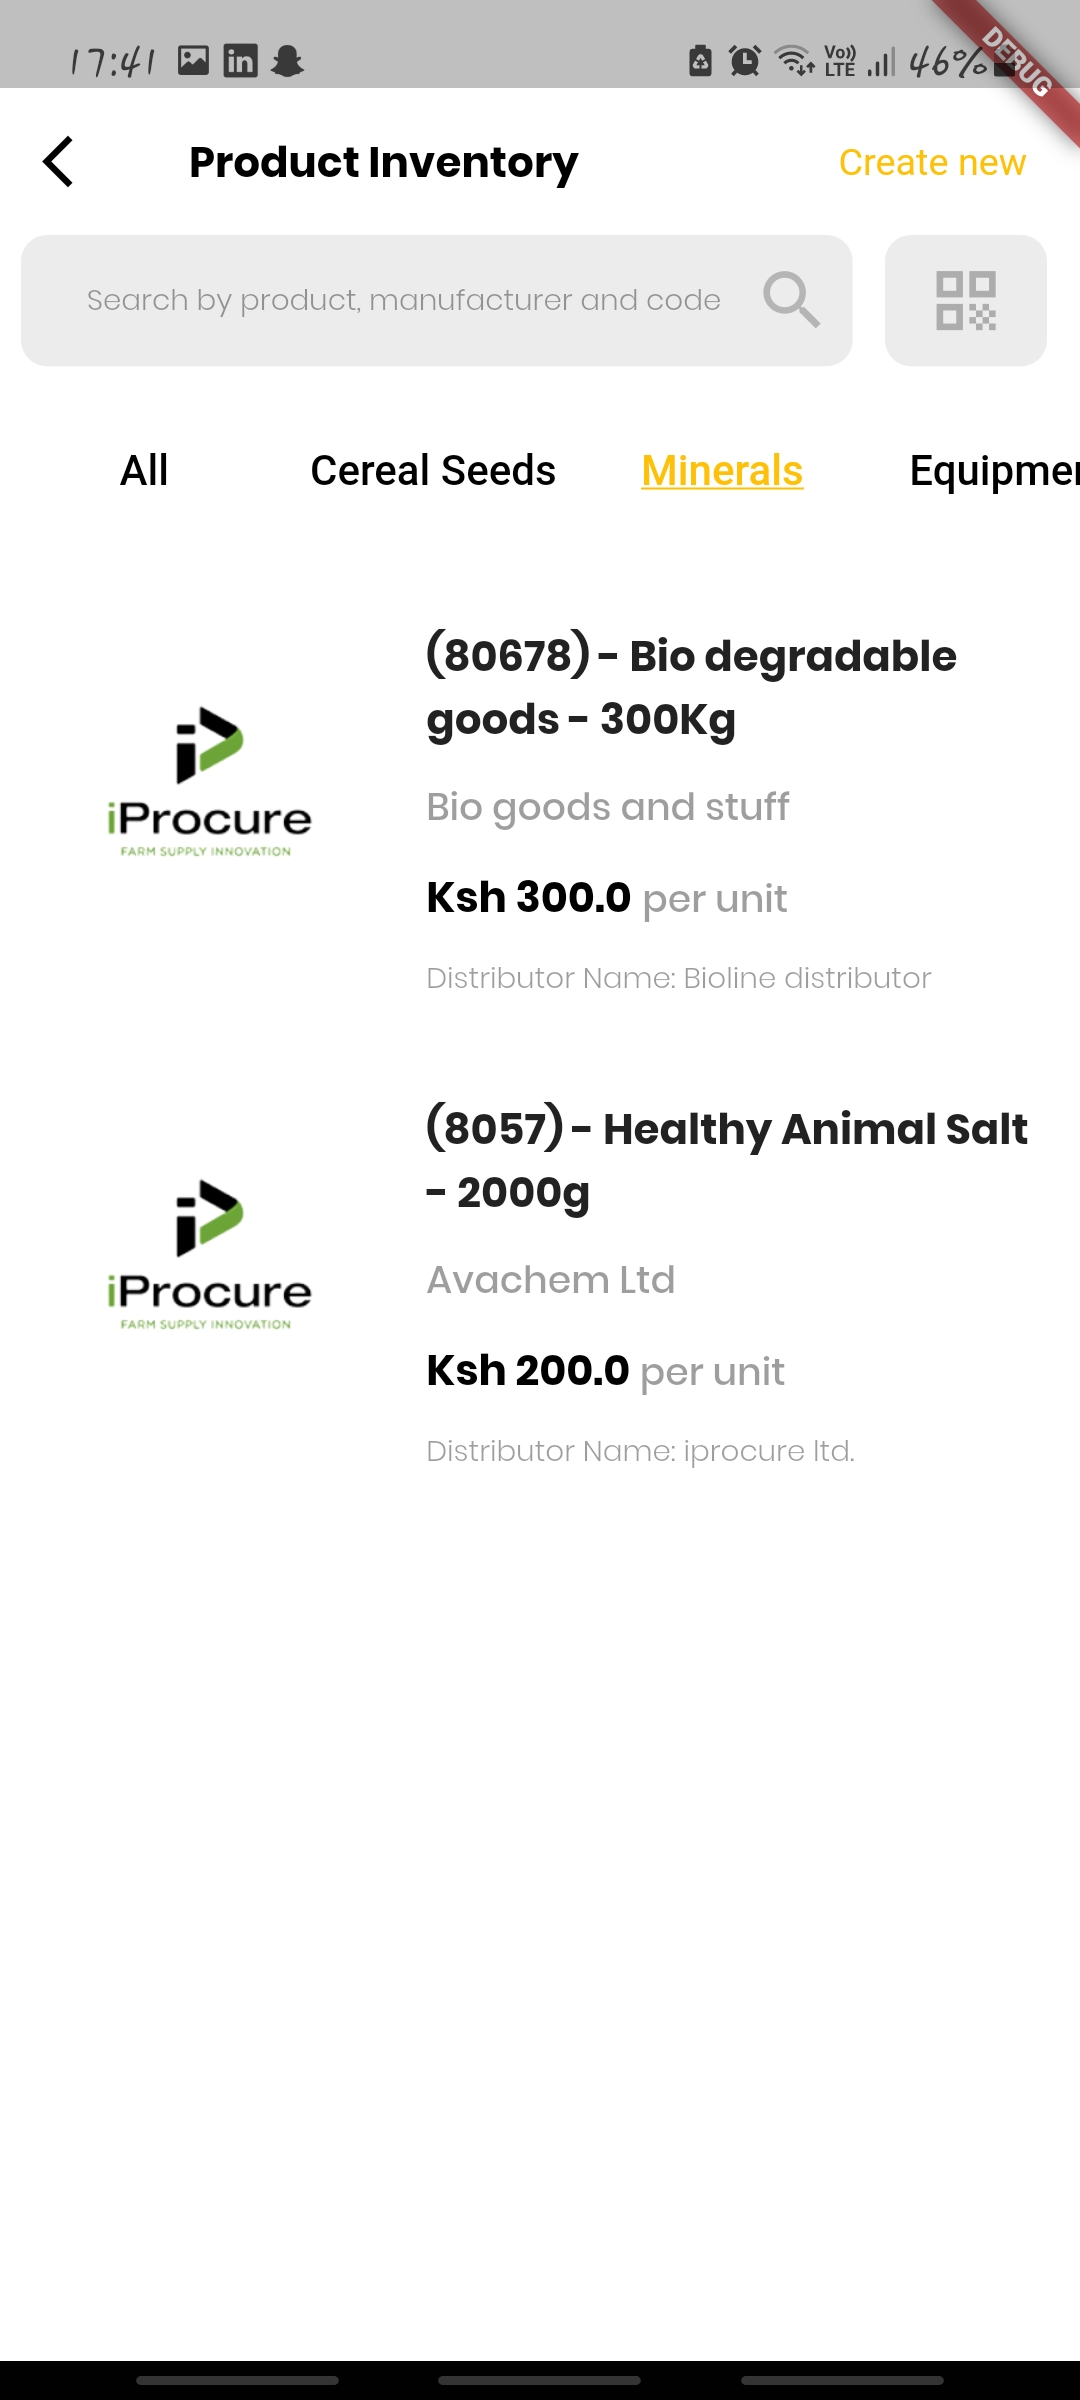 17:41
Vo))
LTE
46%
DEBUG
Product Inventory
Create new
Search by product, manufacturer and code
All
Cereal Seeds
Minerals
Equipmen
(80678) - Bio degradable
goods - 300Kg
iProcure
FARM SUPPLY INNOVATION
Bio goods and stuff
Ksh 300.0 per unit
Distributor Name: Bioline distributor
(8057) - Healthy Animal Salt
- 2000g
iProcure
FARM SUPPLY INNOVATION
Avachem Ltd
Ksh 200.0 per unit
Distributor Name: iprocure ltd.